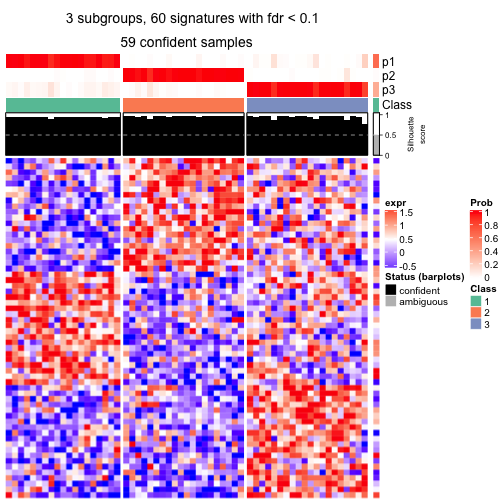 3 subgroups, 60 signatures with fdr < 0.1
59 confident samples
p1
p2
p3
Class
1
0.5
0
Silhouette
score
expr
1.5
1
0.5
0
-0.5
Status (barplots)
confident
ambiguous
Prob
1
0.8
0.6
0.4
0.2
0
Class
1
2
3